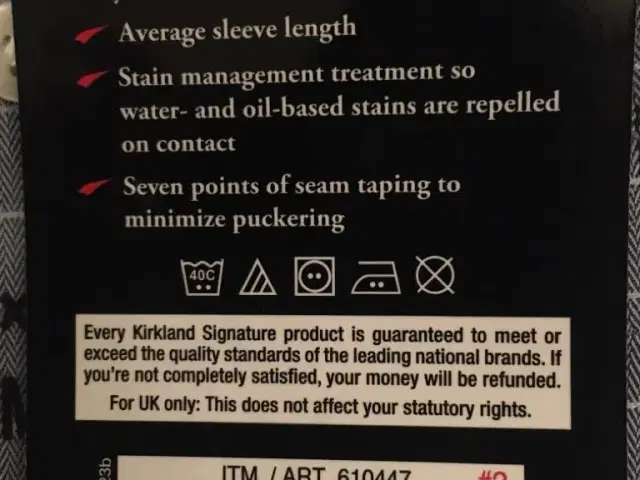 Average sleeve length
Stain management treatment so
water- and oil-based stains are repelled
on contact
Seven points of seam taping to
minimize puckering
40C
Every Kirkland Signature product is guaranteed to meet or
exceed the quality standards of the leading national brands. If
you're not completely satisfied, your money will be refunded.
For UK only: This does not affect your statutory rights.
23b
ITM. / ART. 610447
#2